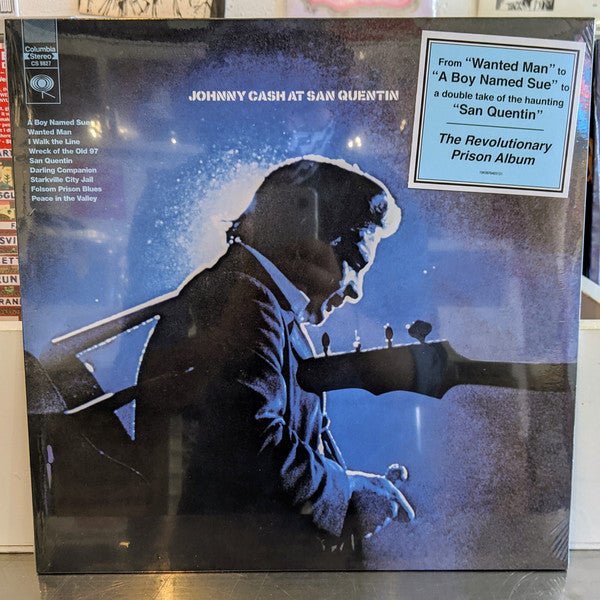 Columbia
Stereo
CS 9827
JOHNNY CASH AT SAN QUENTIN
A Boy Named Sue
Wanted Man
I Walk the Line
Wreck of the Old 97
San Quentin
Darling Companion
Starkville City Jail
Folsom Prison Blues
Peace in the Valley
From “Wanted Man” to
“A Boy Named Sue” to
a double take of the haunting
“San Quentin”
The Revolutionary
Prison Album